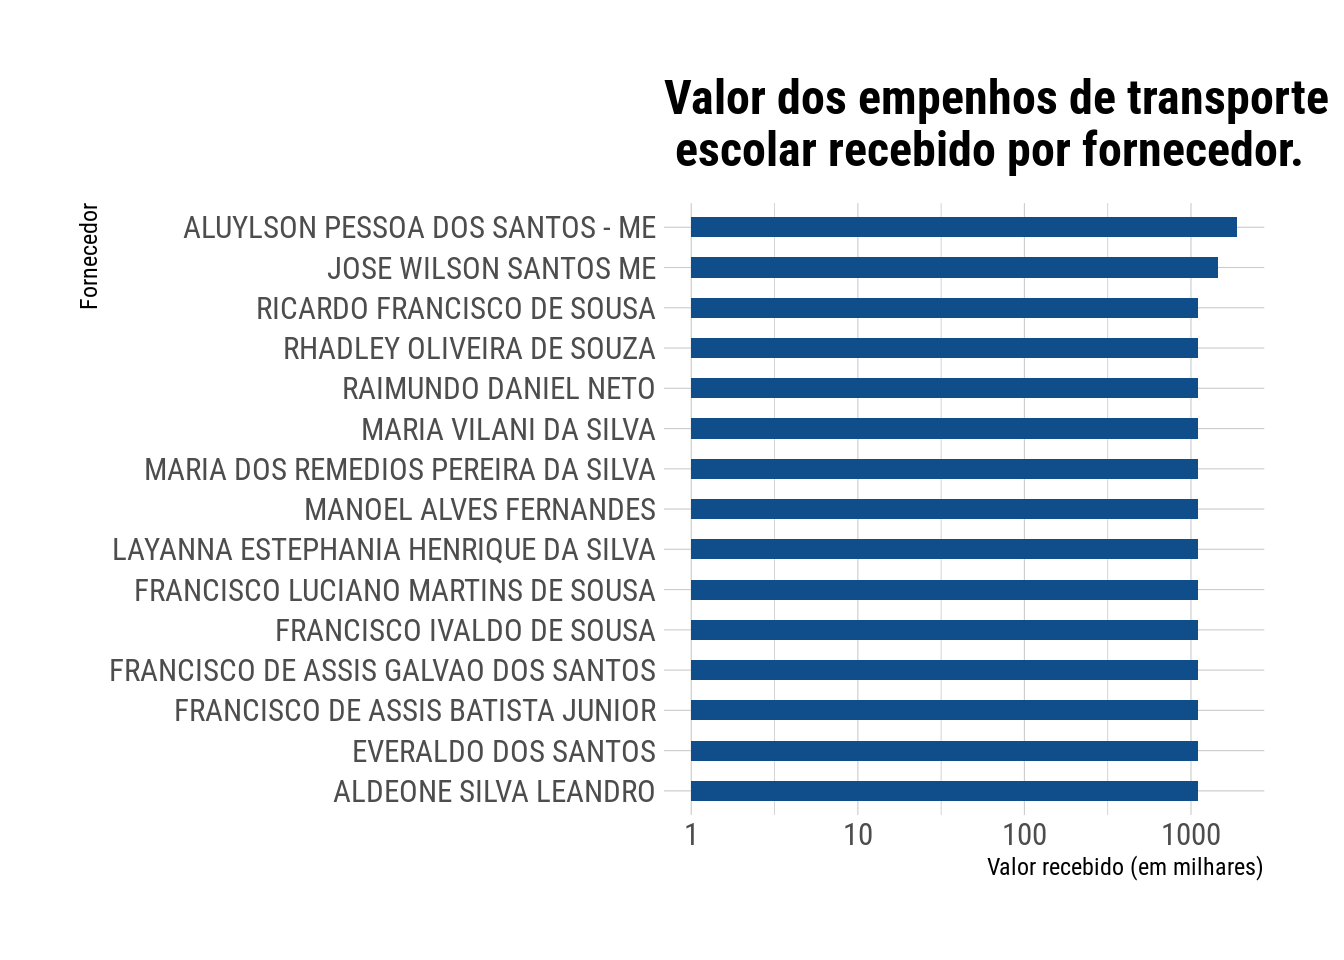 Valor dos empenhos de transporte
escolar recebido por fornecedor.
Fornecedor
ALUYLSON PESSOA DOS SANTOS - ME
JOSE WILSON SANTOS ME
RICARDO FRANCISCO DE SOUSA
RHADLEY OLIVEIRA DE SOUZA
RAIMUNDO DANIEL NETO
MARIA VILANI DA SILVA
MARIA DOS REMEDIOS PEREIRA DA SILVA
MANOEL ALVES FERNANDES
LAYANNA ESTEPHANIA HENRIQUE DA SILVA
FRANCISCO LUCIANO MARTINS DE SOUSA
FRANCISCO IVALDO DE SOUSA
FRANCISCO DE ASSIS GALVAO DOS SANTOS
FRANCISCO DE ASSIS BATISTA JUNIOR
EVERALDO DOS SANTOS
ALDEONE SILVA LEANDRO
1 10 100 1000
Valor recebido (em milhares)